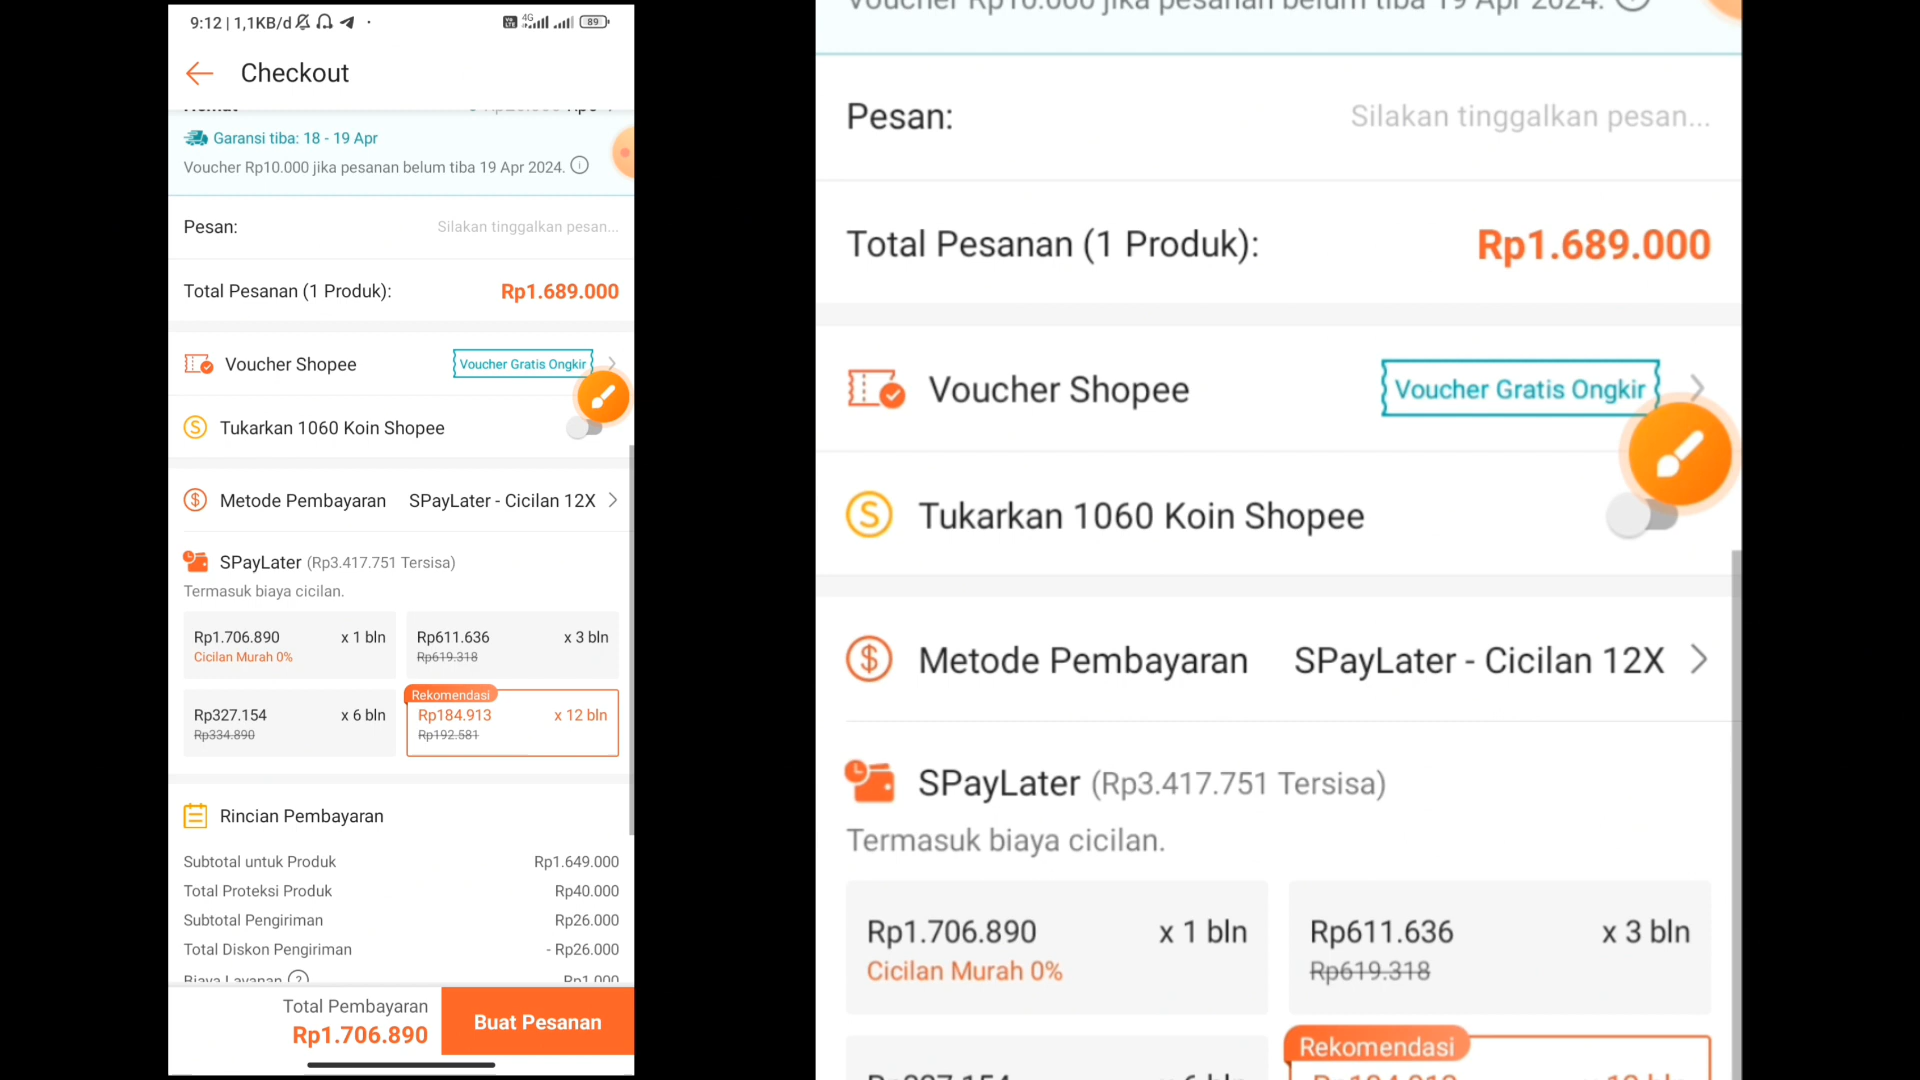 9:12 | 1,1KB/d
4G
89
Checkout
Garansi tiba: 18 - 19 Apr
Voucher Rp10.000 jika pesanan belum tiba 19 Apr 2024.
Pesan:
Silakan tinggalkan pesan...
Total Pesanan (1 Produk):
Rp1.689.000
Voucher Shopee
Voucher Gratis Ongkir
Tukarkan 1060 Koin Shopee
Metode Pembayaran
SPayLater - Cicilan 12X
SPayLater (Rp3.417.751 Tersisa)
Termasuk biaya cicilan.
Rp1.706.890 x 1 bln
Cicilan Murah 0%
Rp611.636 x 3 bln
Rp619.318
Rp327.154 x 6 bln
Rp334.890
Rekomendasi
Rp184.913 x 12 bln
Rp192.581
Rincian Pembayaran
Subtotal untuk Produk Rp1.649.000
Total Proteksi Produk Rp40.000
Subtotal Pengiriman Rp26.000
Total Diskon Pengiriman - Rp26.000
Biaya Layanan Rp1.000
Total Pembayaran
Rp1.706.890
Buat Pesanan
Voucher Rp10.000 jika pesanan belum tiba 19 Apr 2024.
Pesan:
Silakan tinggalkan pesan...
Total Pesanan (1 Produk):
Rp1.689.000
Voucher Shopee
Voucher Gratis Ongkir
Tukarkan 1060 Koin Shopee
Metode Pembayaran
SPayLater - Cicilan 12X
SPayLater (Rp3.417.751 Tersisa)
Termasuk biaya cicilan.
Rp1.706.890 x 1 bln
Cicilan Murah 0%
Rp611.636 x 3 bln
Rp619.318
Rekomendasi